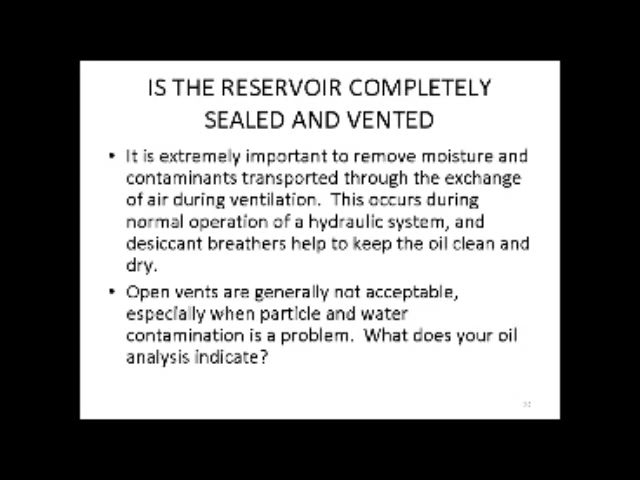 IS THE RESERVOIR COMPLETELY
SEALED AND VENTED
• It is extremely important to remove moisture and
contaminants transported through the exchange
of air during ventilation.  This occurs during
normal operation of a hydraulic system, and
desiccant breathers help to keep the oil clean and
dry.
• Open vents are generally not acceptable,
especially when particle and water
contamination is a problem.  What does your oil
analysis indicate?